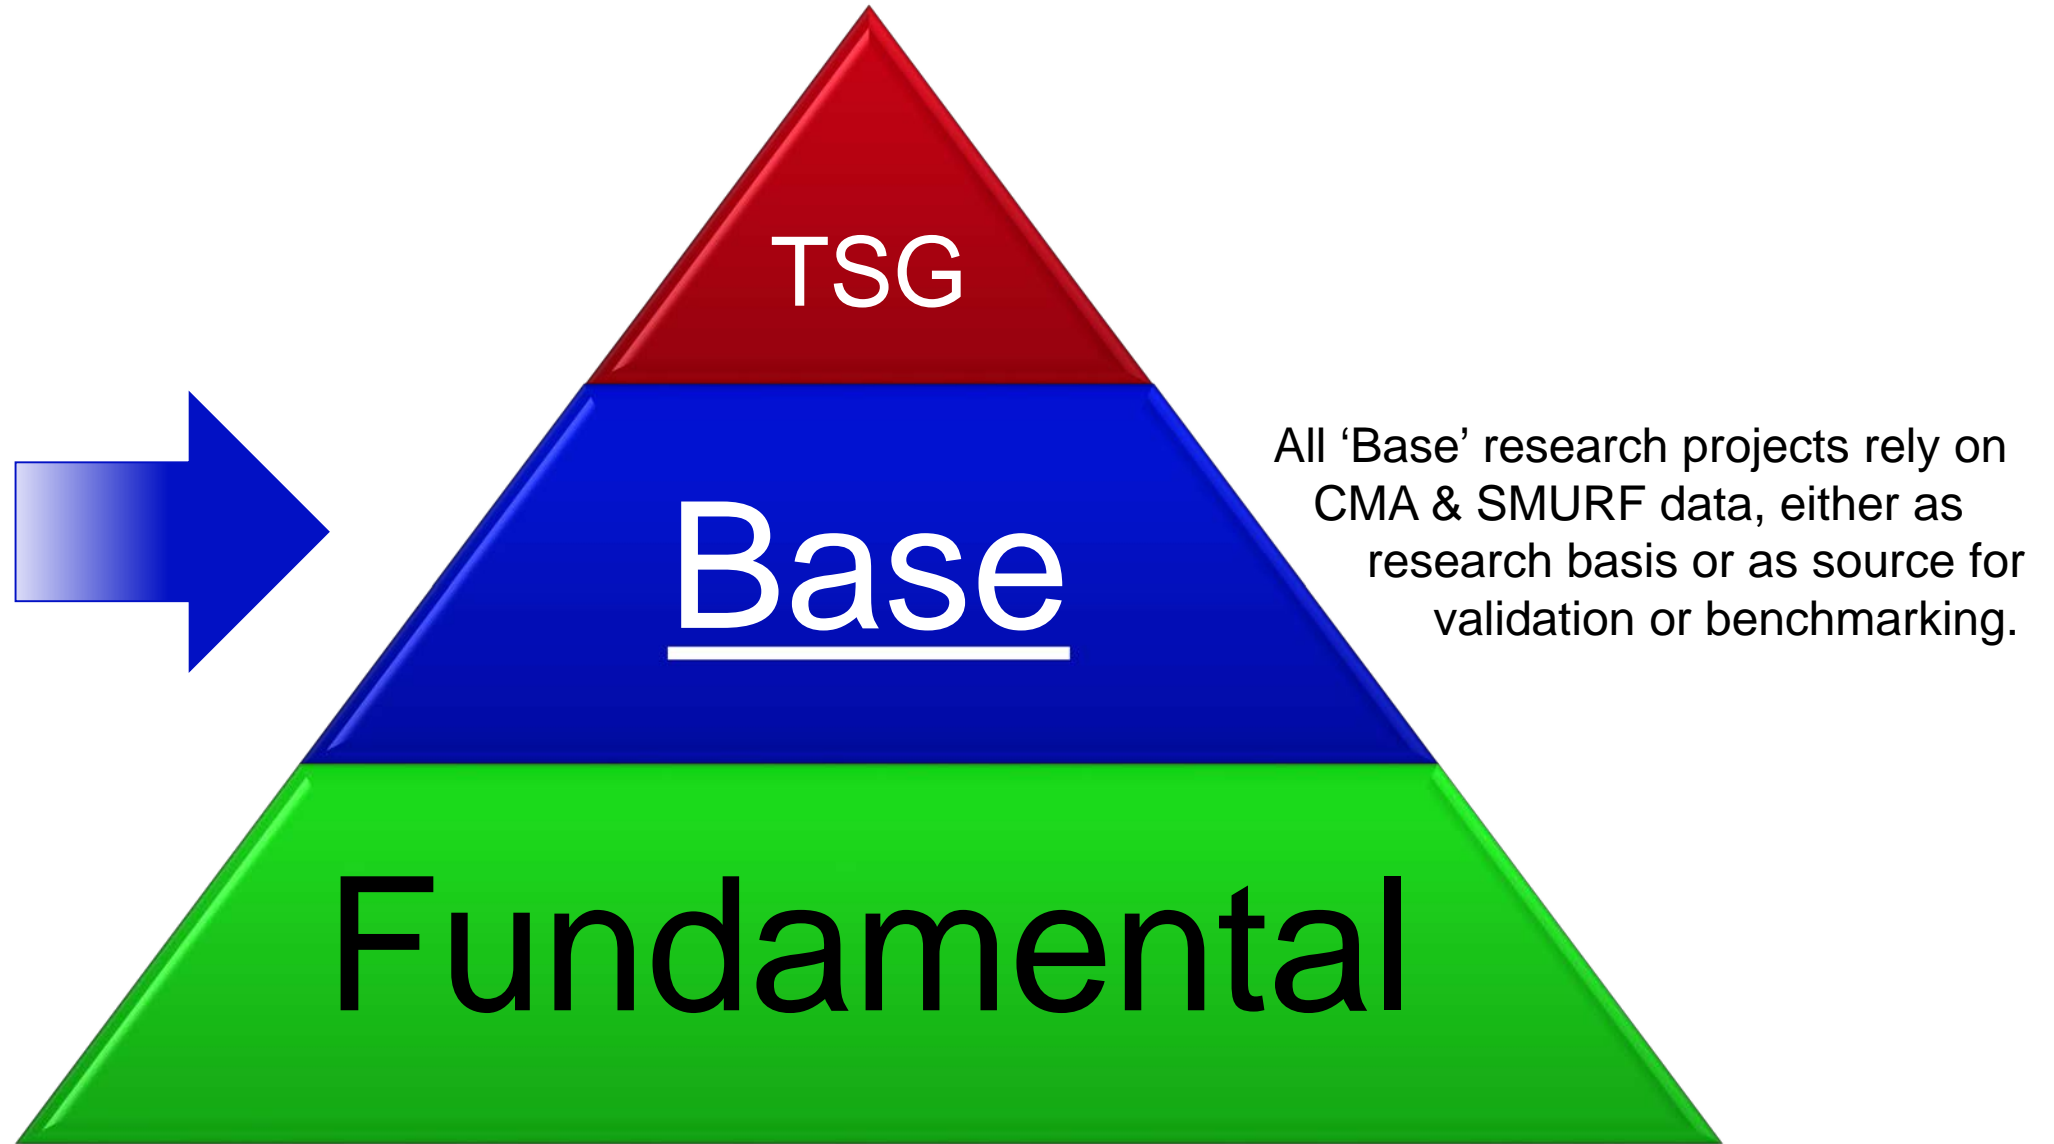 TSG
Base
All ‘Base’ research projects rely on
CMA & SMURF data, either as
research basis or as source for
validation or benchmarking.
Fundamental